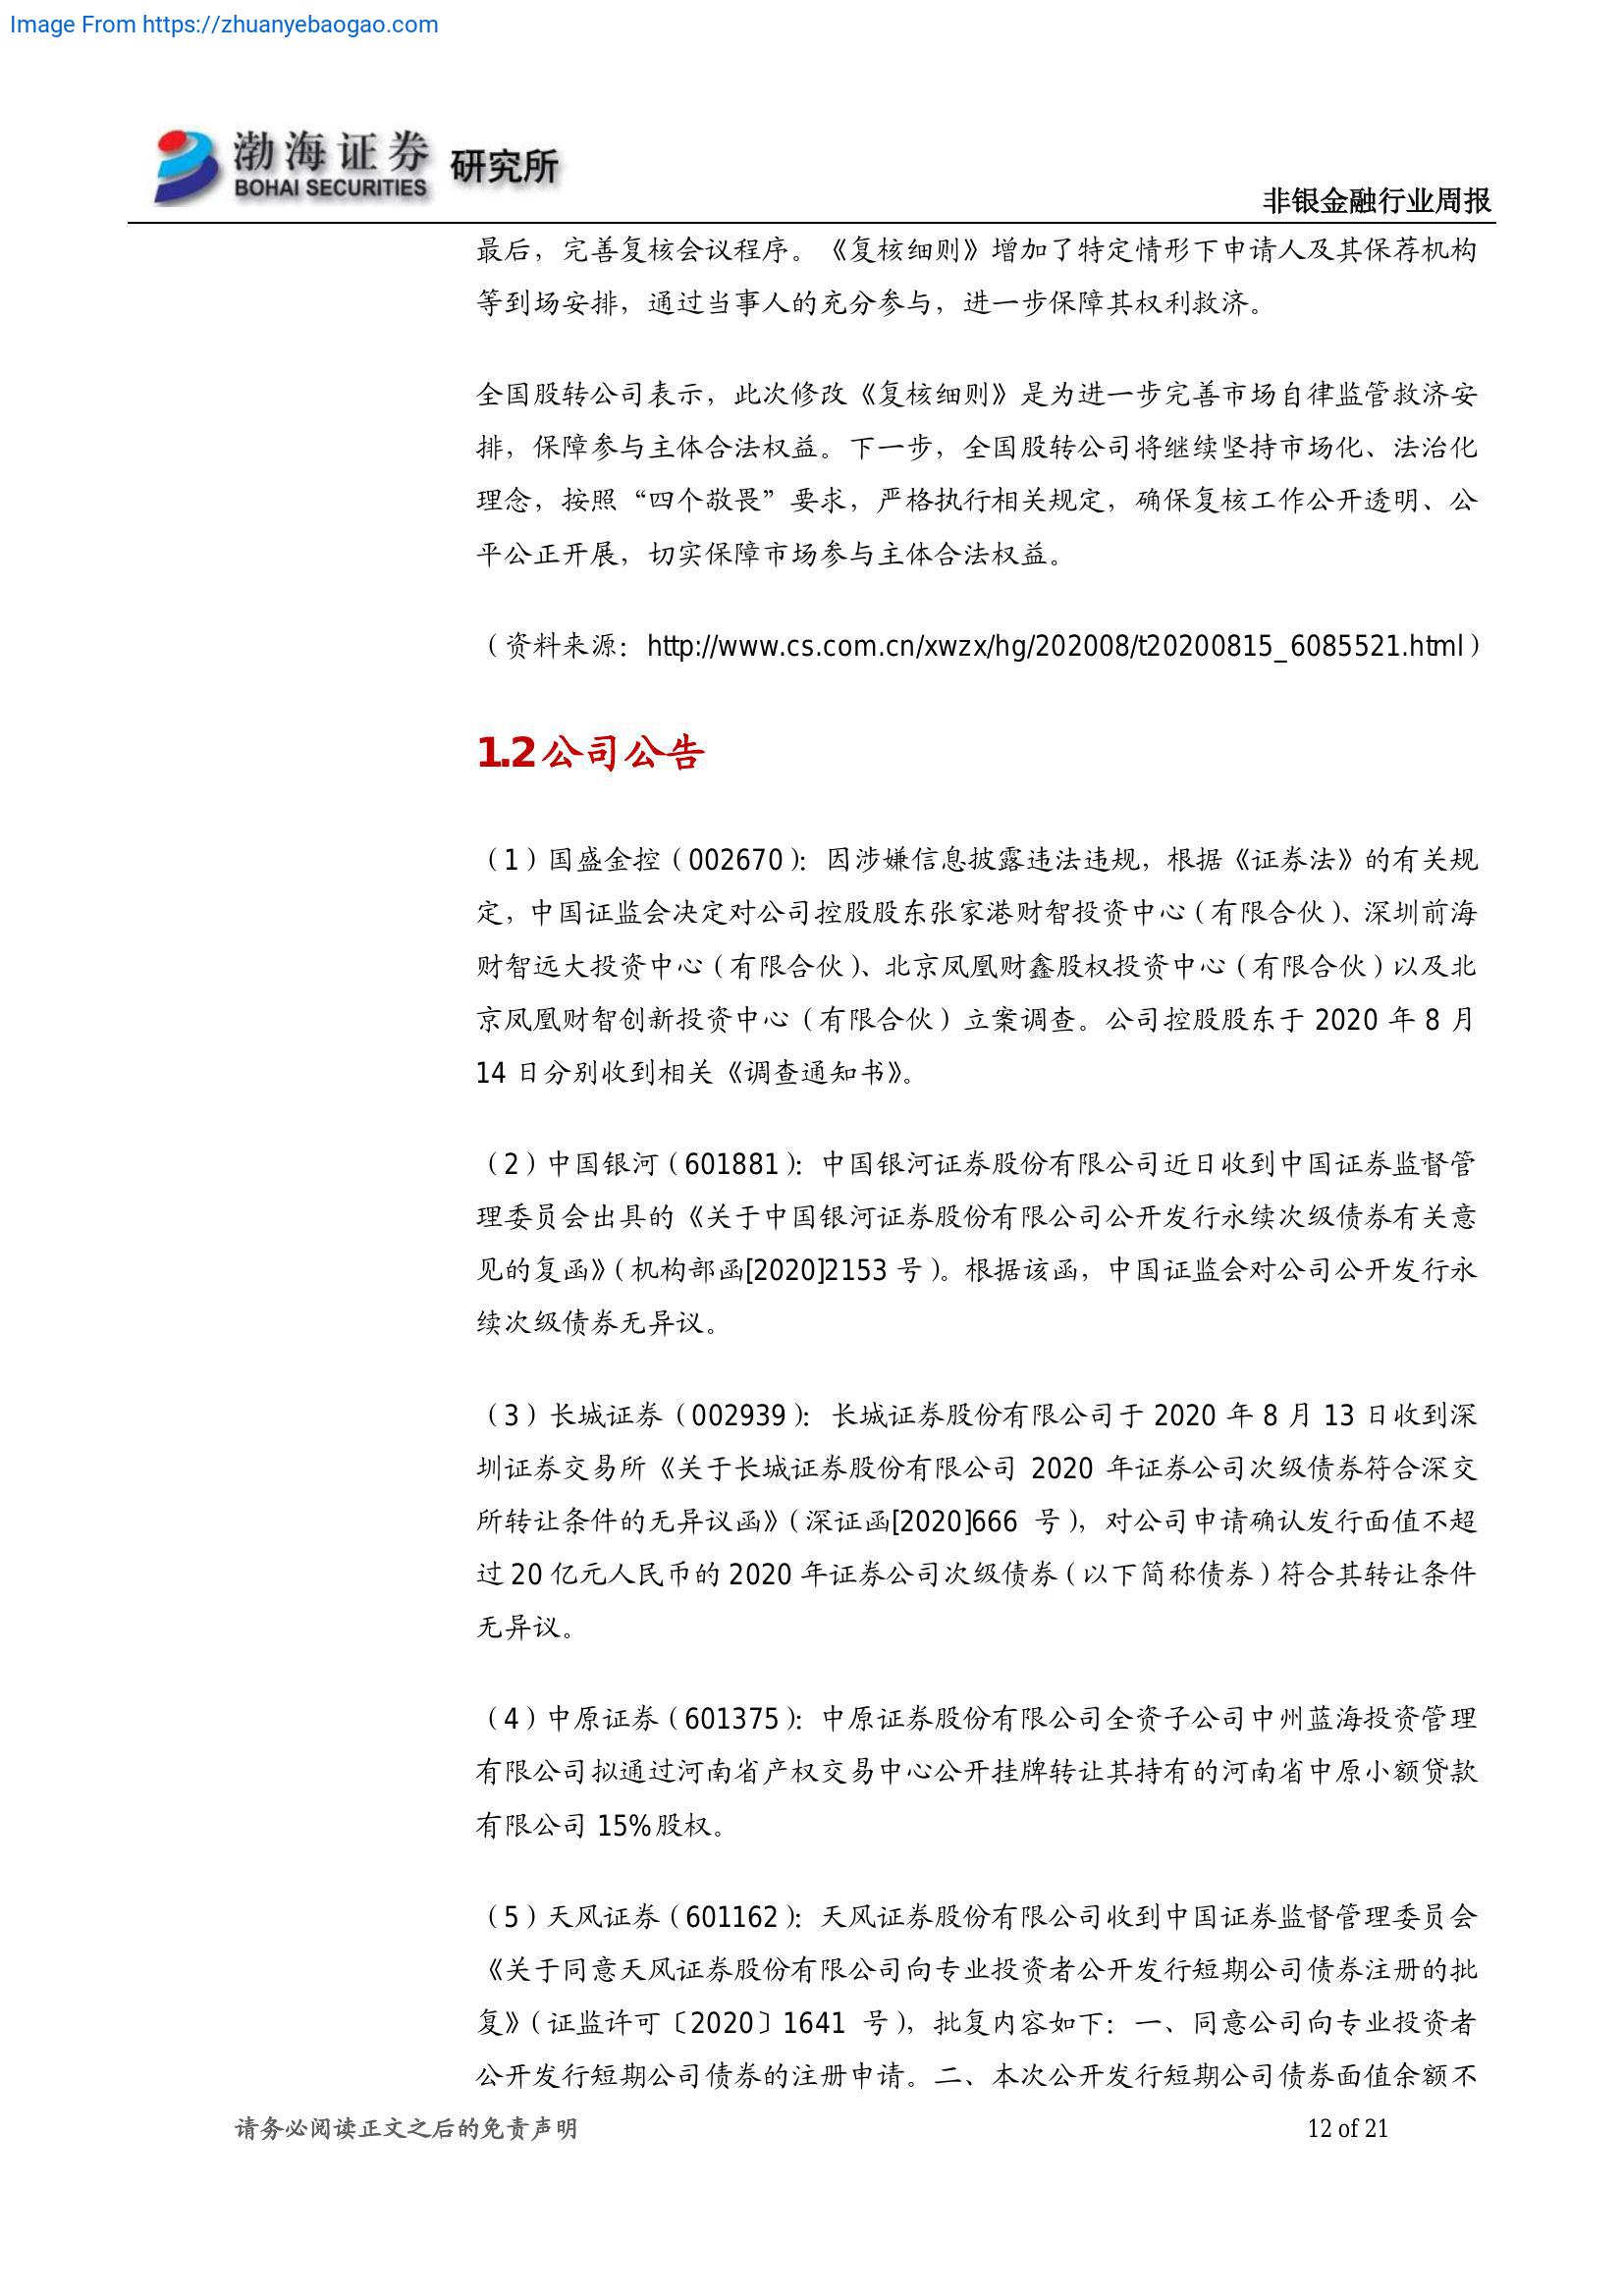 Image From https://zhuanyebaogao.com
渤海证券 研究所
BOHAI SECURITIES
非银金融行业周报
最后，完善复核会议程序。《复核细则》增加了特定情形下申请人及其保荐机构
等到场安排，通过当事人的充分参与，进一步保障其权利救济。
全国股转公司表示，此次修改《复核细则》是为进一步完善市场自律监管救济安
排，保障参与主体合法权益。下一步，全国股转公司将继续坚持市场化、法治化
理念，按照“四个敬畏”要求，严格执行相关规定，确保复核工作公开透明、公
平公正开展，切实保障市场参与主体合法权益。
（资料来源：http://www.cs.com.cn/xwzx/hg/202008/t20200815_6085521.html）
1.2 公司公告
（1）国盛金控（002670）：因涉嫌信息披露违法违规，根据《证券法》的有关规
定，中国证监会决定对公司控股股东张家港财智投资中心（有限合伙）、深圳前海
财智远大投资中心（有限合伙）、北京凤凰财鑫股权投资中心（有限合伙）以及北
京凤凰财智创新投资中心（有限合伙）立案调查。公司控股股东于 2020 年 8 月
14 日分别收到相关《调查通知书》。
（2）中国银河（601881）：中国银河证券股份有限公司近日收到中国证券监督管
理委员会出具的《关于中国银河证券股份有限公司公开发行永续次级债券有关意
见的复函》（机构部函[2020]2153 号）。根据该函，中国证监会对公司公开发行永
续次级债券无异议。
（3）长城证券（002939）：长城证券股份有限公司于 2020 年 8 月 13 日收到深
圳证券交易所《关于长城证券股份有限公司 2020 年证券公司次级债券符合深交
所转让条件的无异议函》（深证函[2020]666 号），对公司申请确认发行面值不超
过 20 亿元人民币的 2020 年证券公司次级债券（以下简称债券）符合其转让条件
无异议。
（4）中原证券（601375）：中原证券股份有限公司全资子公司中州蓝海投资管理
有限公司拟通过河南省产权交易中心公开挂牌转让其持有的河南省中原小额贷款
有限公司 15%股权。
（5）天风证券（601162）：天风证券股份有限公司收到中国证券监督管理委员会
《关于同意天风证券股份有限公司向专业投资者公开发行短期公司债券注册的批
复》（证监许可〔2020〕1641 号），批复内容如下：一、同意公司向专业投资者
公开发行短期公司债券的注册申请。二、本次公开发行短期公司债券面值余额不
请务必阅读正文之后的免责声明
12 of 21